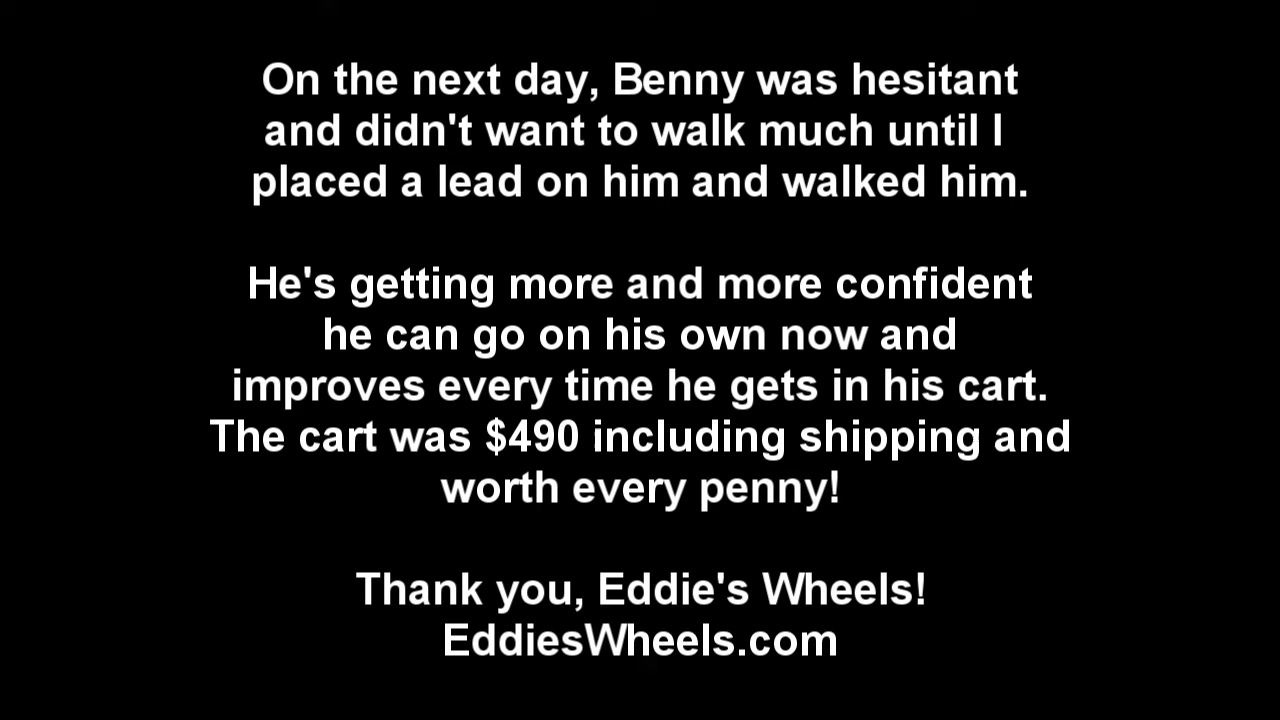 On the next day, Benny was hesitant
and didn't want to walk much until I
placed a lead on him and walked him.
He's getting more and more confident
he can go on his own now and
improves every time he gets in his cart.
The cart was $490 including shipping and
worth every penny!
Thank you, Eddie's Wheels!
EddiesWheels.com